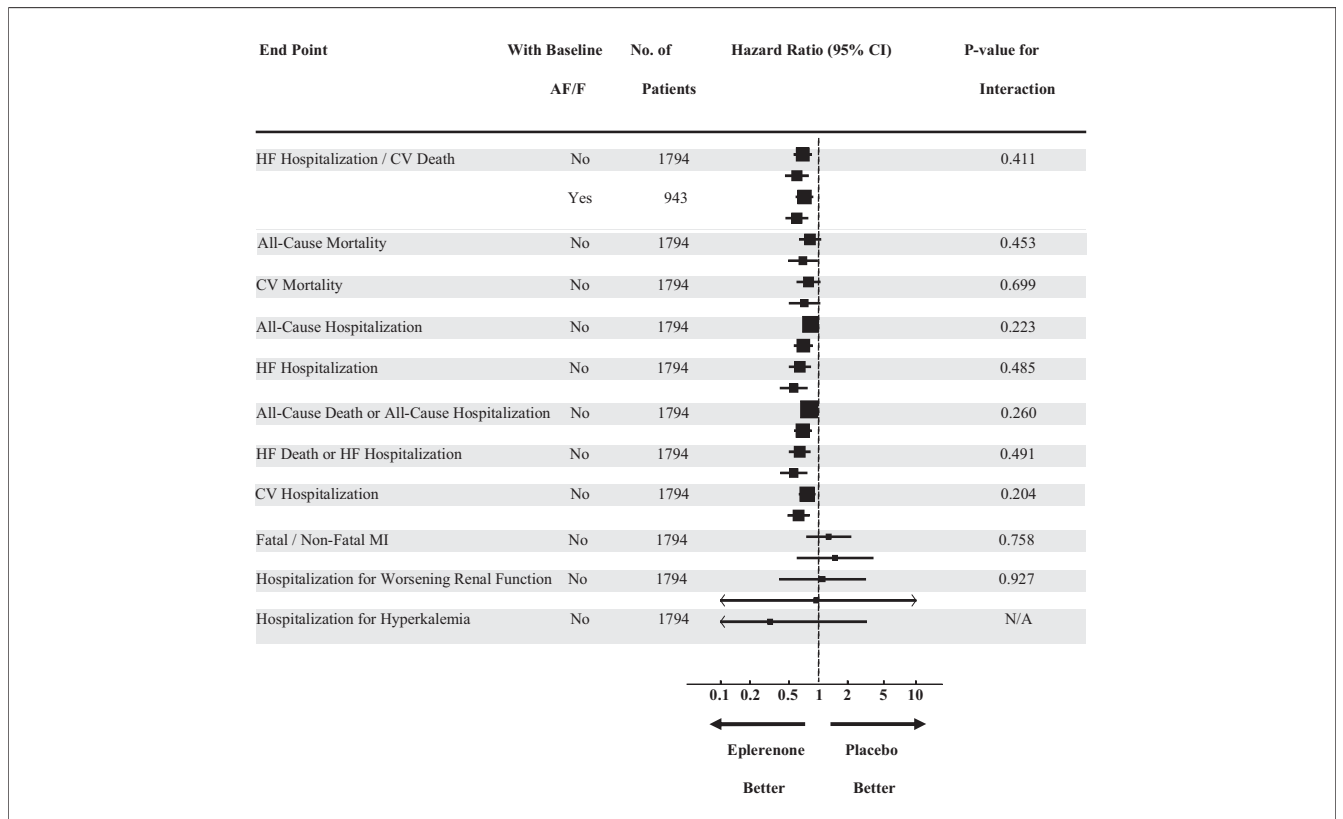 End Point With Baseline No. of Hazard Ratio (95% CI) P-value for
AF/F Patients Interaction
HF Hospitalization / CV Death No 1794 0.411
Yes 943
All-Cause Mortality No 1794 0.453
CV Mortality No 1794 0.699
All-Cause Hospitalization No 1794 0.223
HF Hospitalization No 1794 0.485
All-Cause Death or All-Cause Hospitalization No 1794 0.260
HF Death or HF Hospitalization No 1794 0.491
CV Hospitalization No 1794 0.204
Fatal / Non-Fatal MI No 1794 0.758
Hospitalization for Worsening Renal Function No 1794 0.927
Hospitalization for Hyperkalemia No 1794 N/A
0.1 0.2 0.5 1 2 5 10
Eplerenone Placebo
Better Better